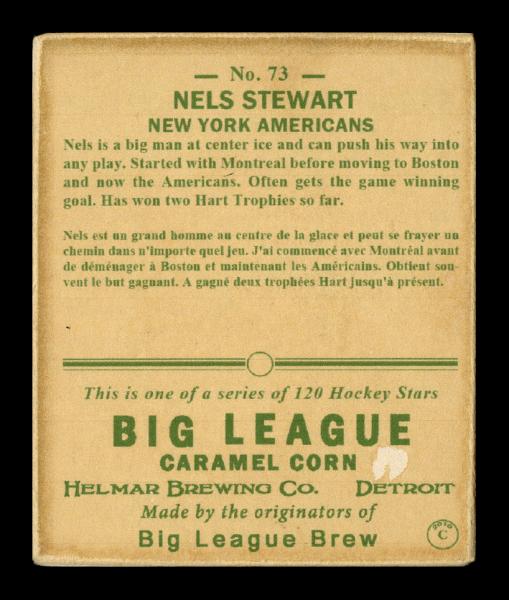 — No. 73 —
NELS STEWART
NEW YORK AMERICANS
Nels is a big man at center ice and can push his way into
any play. Started with Montreal before moving to Boston
and now the Americans. Often gets the game winning
goal. Has won two Hart Trophies so far.
Nels est un grand homme au centre de la glace et peut se frayer un
chemin dans n'importe quel jeu. J'ai commencé avec Montréal avant
de déménager à Boston et maintenant les Américains. Obtient sou-
vent le but gagnant. A gagné deux trophées Hart jusqu'à présent.
This is one of a series of 120 Hockey Stars
BIG LEAGUE
CARAMEL CORN
HELMAR BREWING CO. DETROIT
Made by the originators of
Big League Brew
2010
C